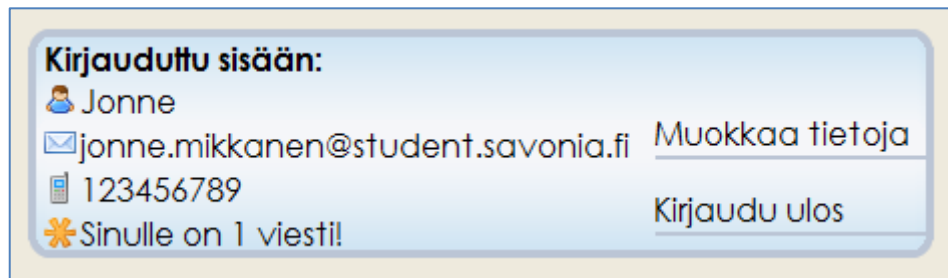 Kirjauduttu sisään:
Jonne
jonne.mikkanen@student.savonia.fi
123456789
Sinulle on 1 viesti!
Muokkaa tietoja
Kirjaudu ulos